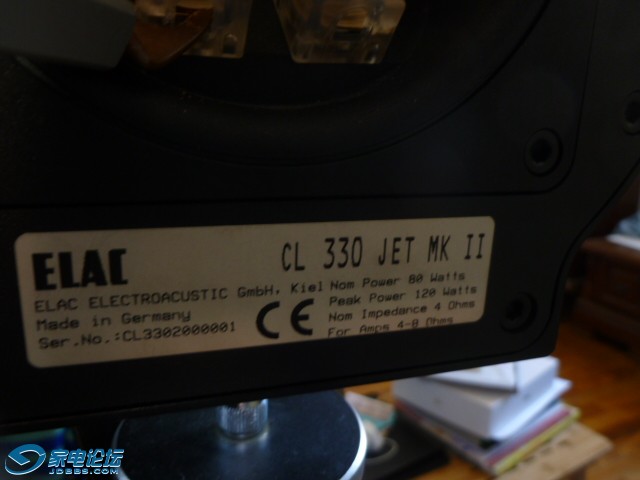 ELAC
CL 330 JET MK II
ELAC ELECTROACUSTIC GmbH, Kiel
Made in Germany
Ser.No.:CL3302000001
CE
Nom Power 80 Watts
Peak Power 120 Watts
Nom Impedance 4 Ohms
For Amps 4-8 Ohms
家电论坛
JD885.COM